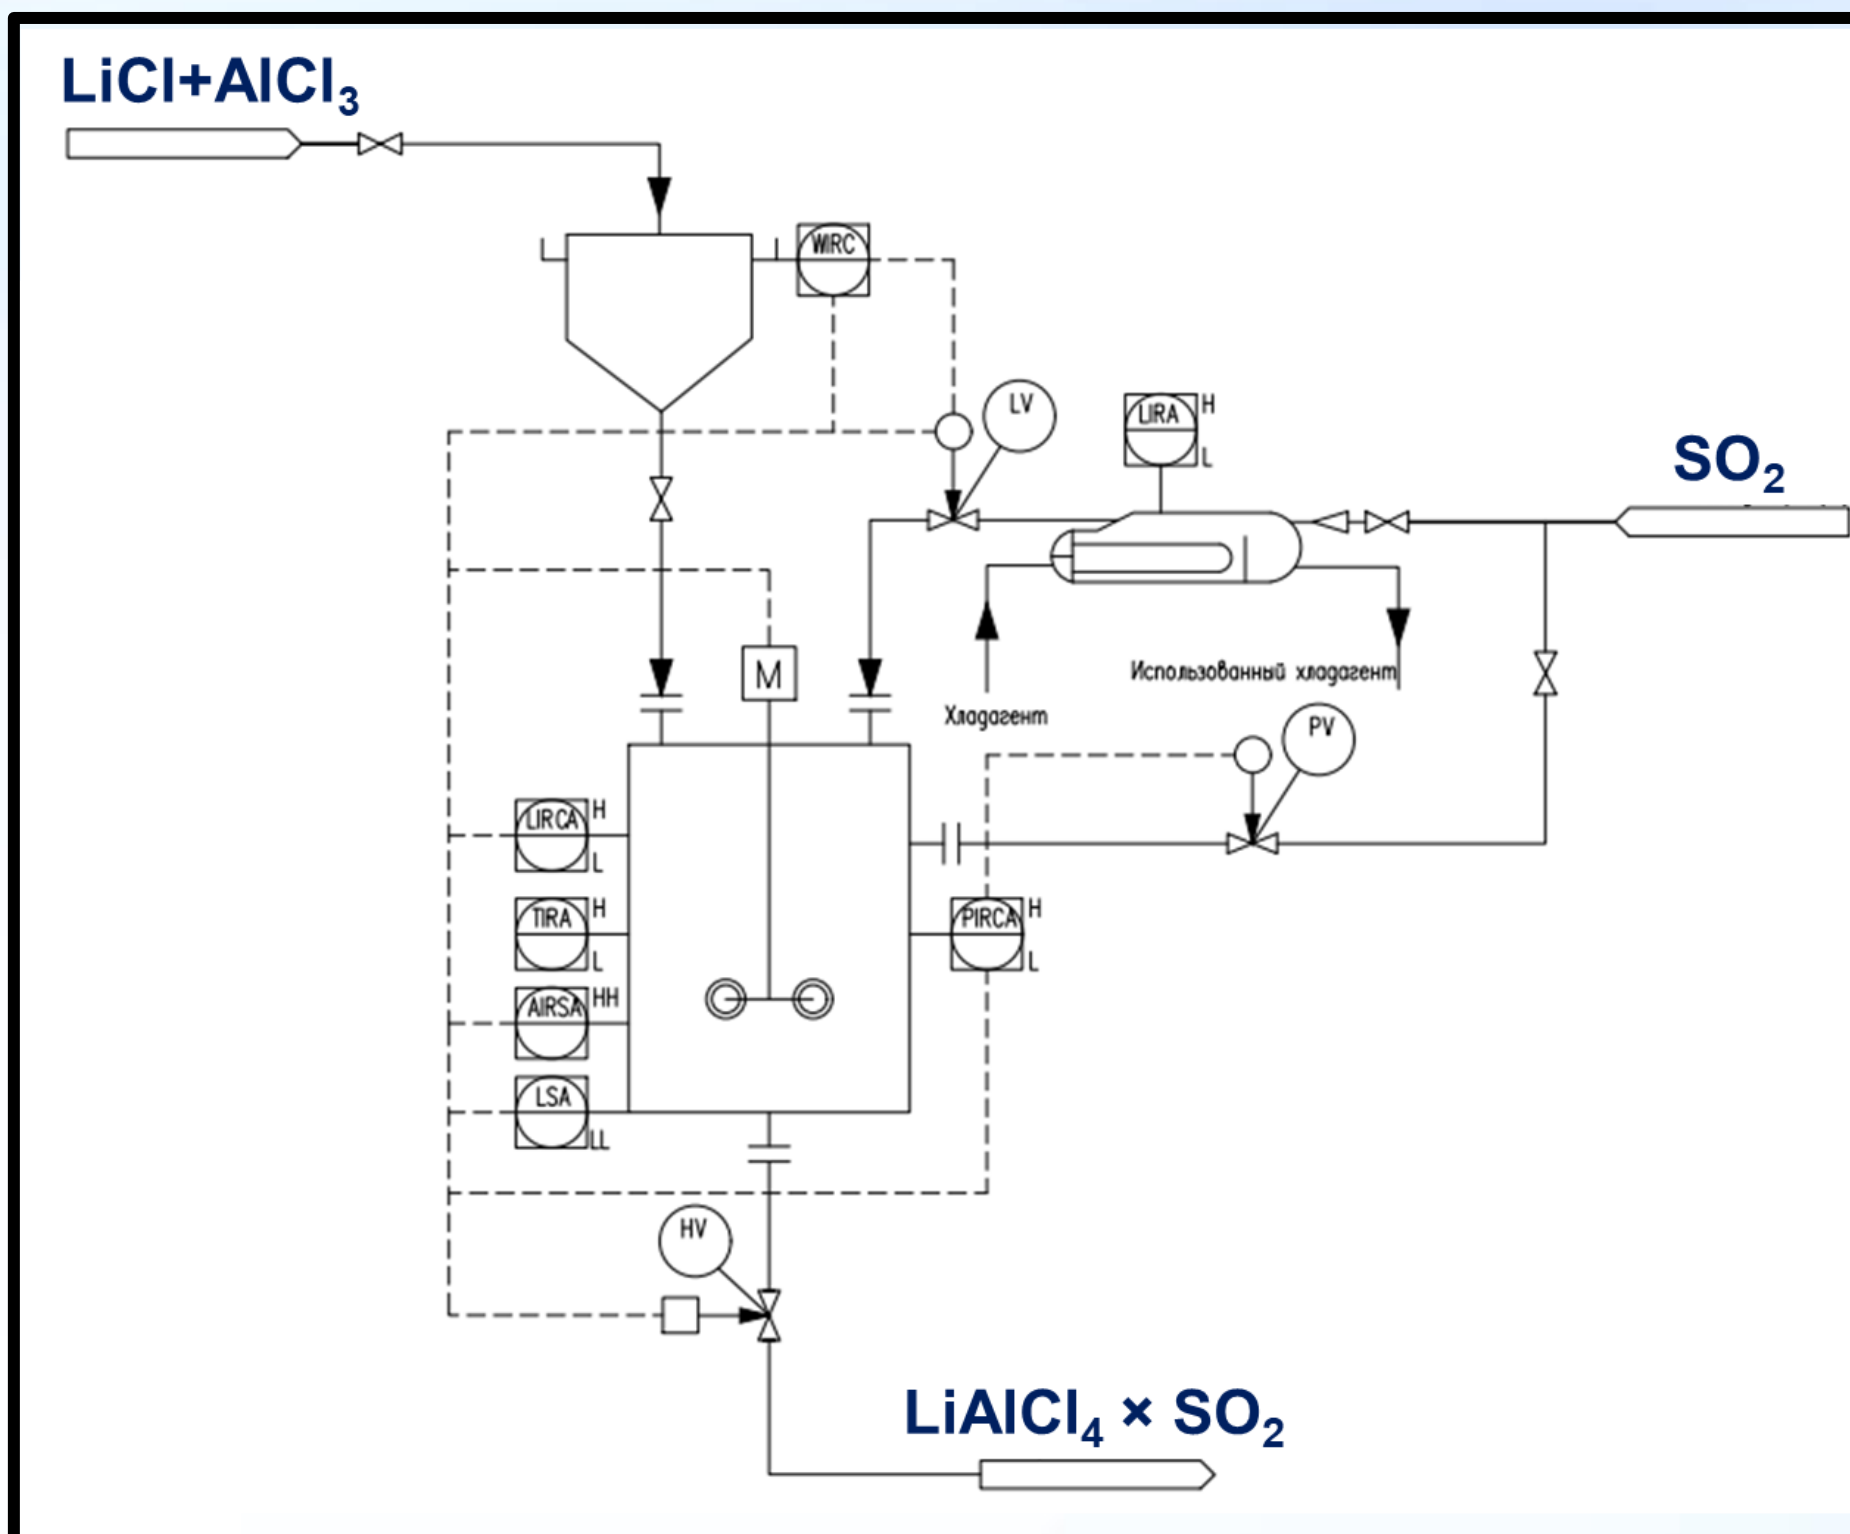 LiCl+AlCl₃
WIRC
LV
LIRA
H
L
SO₂
M
Использованный хладагент
Хладагент
PV
LIRCA
H
L
TIRA
H
L
PIRCA
H
L
AIRSA
HH
LSA
LL
HV
LiAlCl₄ × SO₂